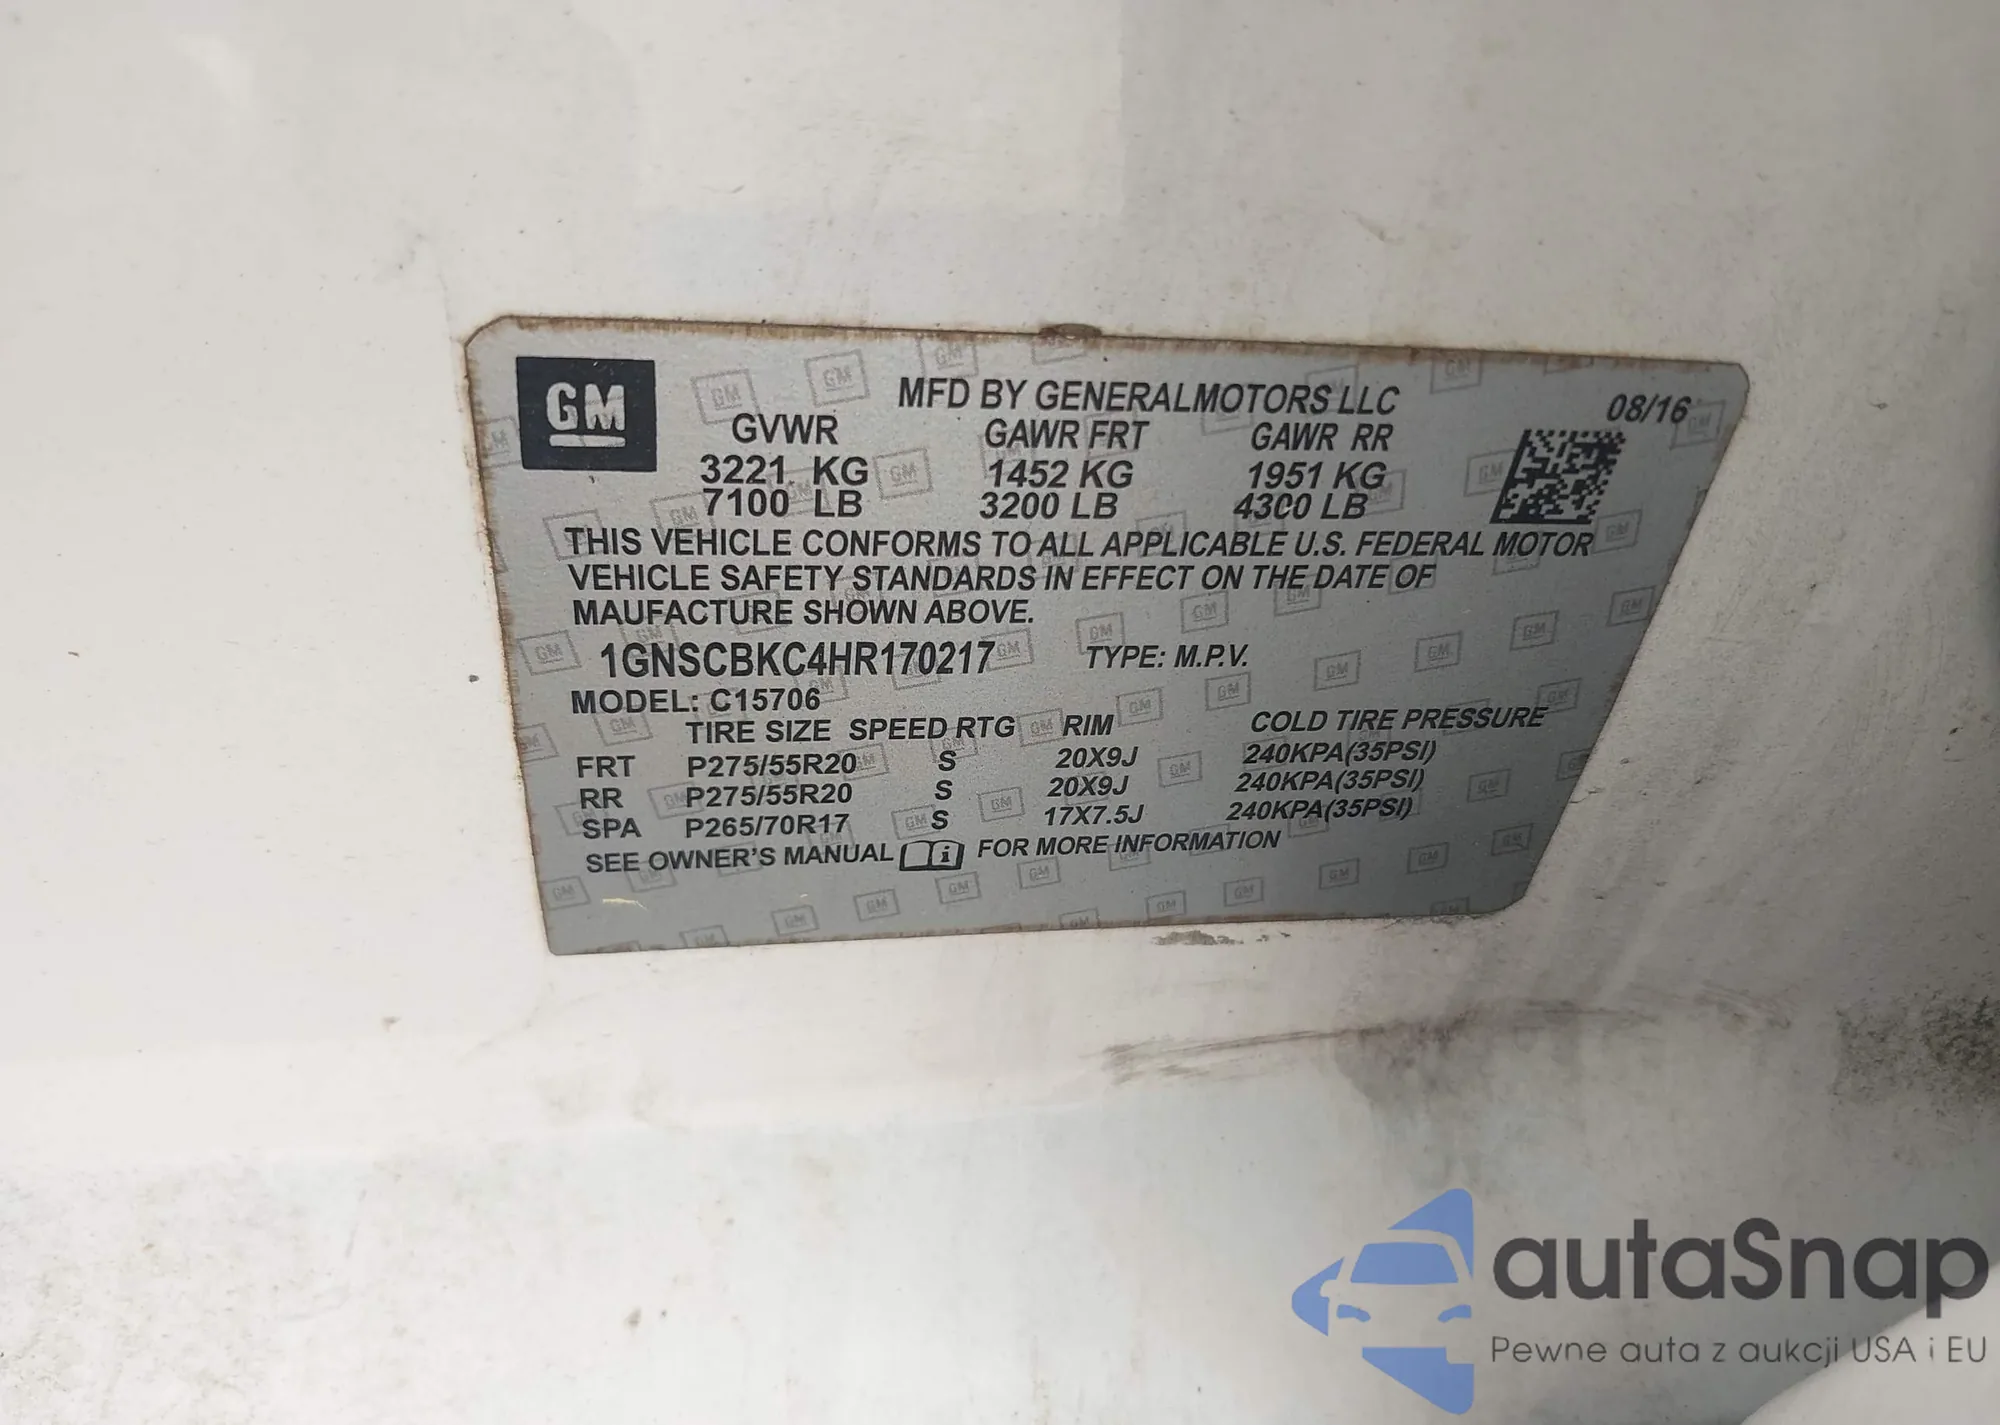 GM
MFD BY GENERALMOTORS LLC 08/16
GVWR GAWR FRT GAWR RR
3221 KG 1452 KG 1951 KG
7100 LB 3200 LB 4300 LB
THIS VEHICLE CONFORMS TO ALL APPLICABLE U.S. FEDERAL MOTOR
VEHICLE SAFETY STANDARDS IN EFFECT ON THE DATE OF
MAUFACTURE SHOWN ABOVE.
1GNSCBKC4HR170217 TYPE: M.P.V.
MODEL: C15706
TIRE SIZE SPEED RTG RIM COLD TIRE PRESSURE
FRT P275/55R20 S 20X9J 240KPA(35PSI)
RR P275/55R20 S 20X9J 240KPA(35PSI)
SPA P265/70R17 S 17X7.5J 240KPA(35PSI)
SEE OWNER'S MANUAL i FOR MORE INFORMATION
autaSnap
Pewne auta z aukcji USA i EU